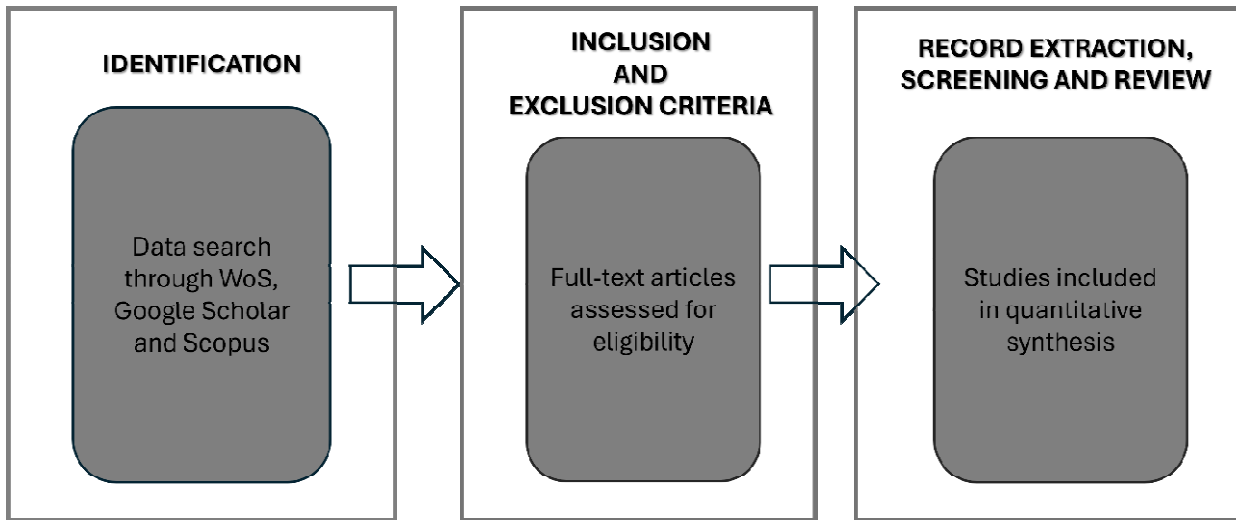 IDENTIFICATION
Data search
through WoS,
Google Scholar
and Scopus
INCLUSION
AND
EXCLUSION CRITERIA
Full-text articles
assessed for
eligibility
RECORD EXTRACTION,
SCREENING AND REVIEW
Studies included
in quantitative
synthesis